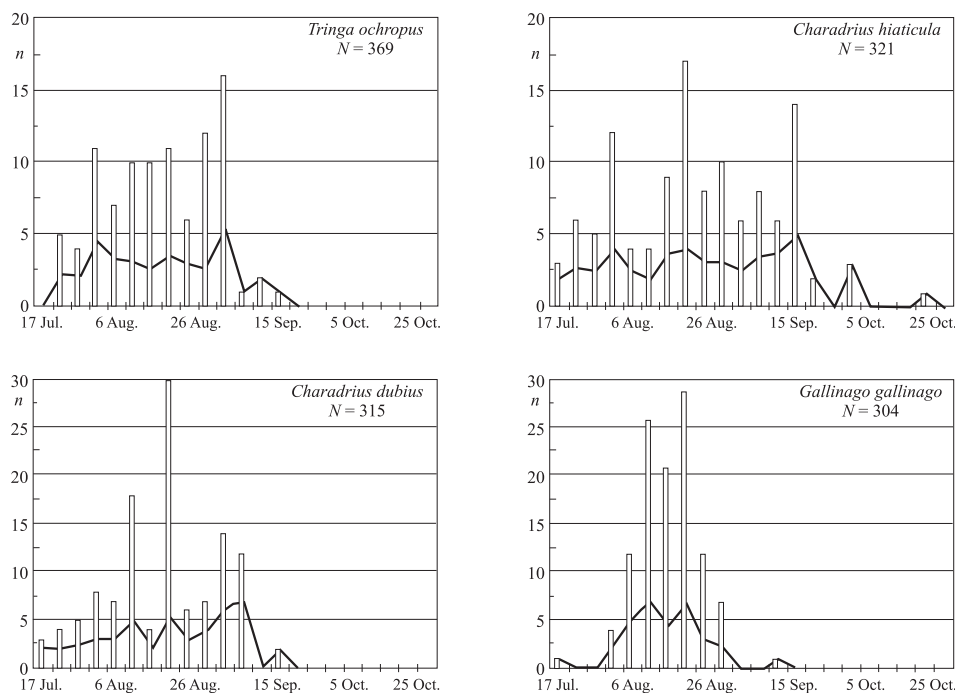 20
Tringa ochropus
n
N = 369
15
10
5
0
17 Jul. 6 Aug. 26 Aug. 15 Sep. 5 Oct. 25 Oct.
20
Charadrius hiaticula
n
N = 321
15
10
5
0
17 Jul. 6 Aug. 26 Aug. 15 Sep. 5 Oct. 25 Oct.
30
Charadrius dubius
n
N = 315
25
20
15
10
5
0
17 Jul. 6 Aug. 26 Aug. 15 Sep. 5 Oct. 25 Oct.
30
Gallinago gallinago
n
N = 304
25
20
15
10
5
0
17 Jul. 6 Aug. 26 Aug. 15 Sep. 5 Oct. 25 Oct.